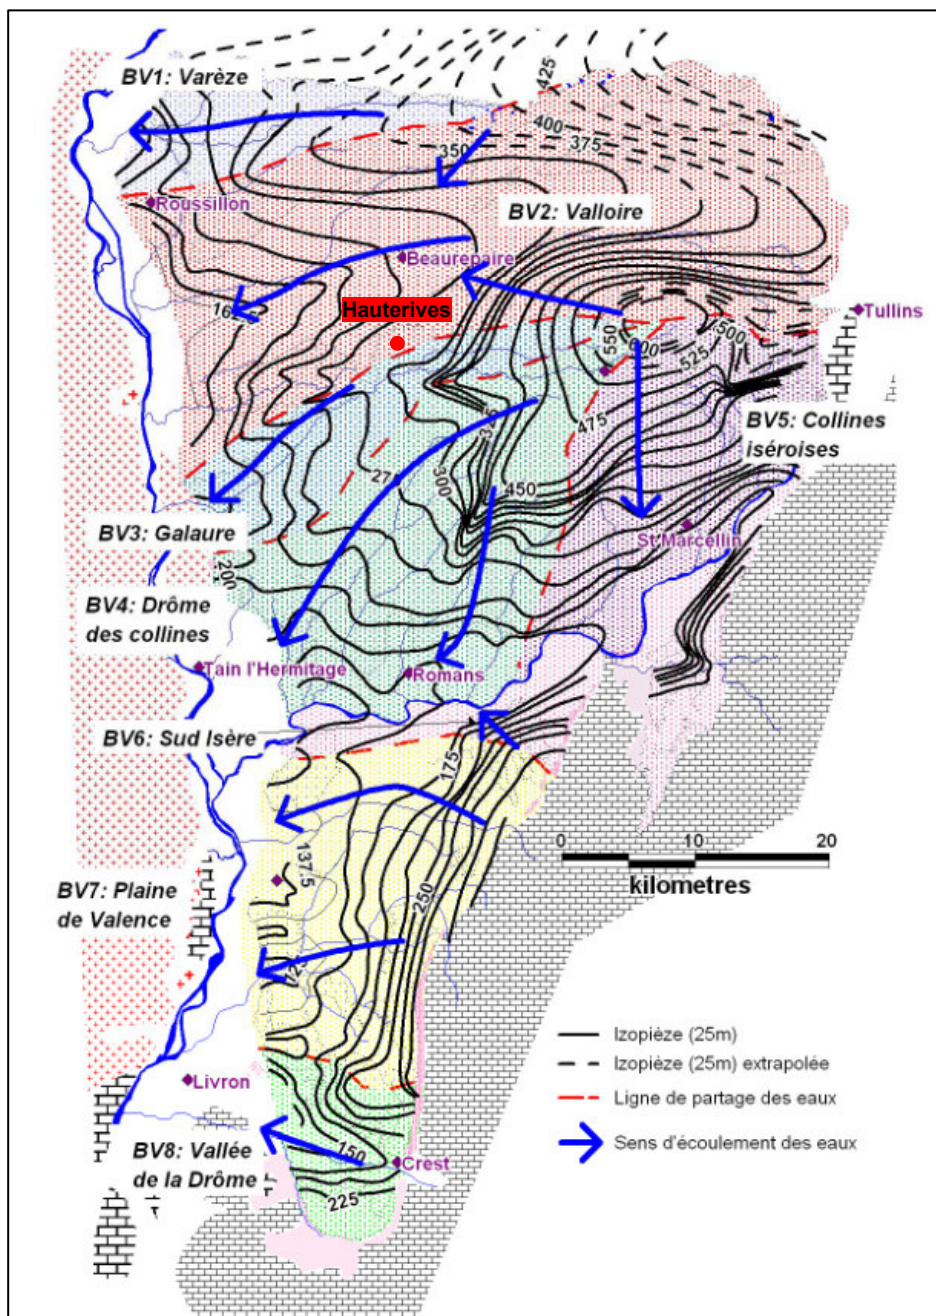 BV1: Varèze
425
400
375
350
Roussillon
BV2: Valloire
Beaurepaire
Hauterives
Tullins
550
600
500
525
475
BV5: Collines
iséroises
325
300
450
St Marcellin
BV3: Galaure
200
BV4: Drôme
des collines
Tain l'Hermitage
Romans
BV6: Sud Isère
175
0 10 20
kilometres
137.5
250
BV7: Plaine
de Valence
Izopièze (25m)
Izopièze (25m) extrapolée
Ligne de partage des eaux
Sens d'écoulement des eaux
Livron
BV8: Vallée
de la Drôme
150
Crest
225